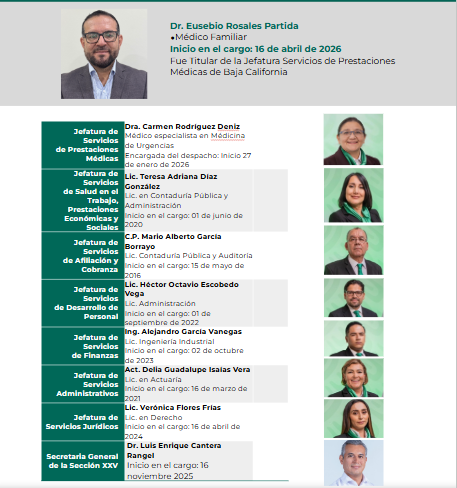 Dr. Eusebio Rosales Partida
•Médico Familiar
Inicio en el cargo: 16 de abril de 2026
Fue Titular de la Jefatura Servicios de Prestaciones
Médicas de Baja California
Jefatura de
Servicios
de Prestaciones
Médicas
Dra. Carmen Rodríguez Deniz
Médico especialista en Médicina
de Urgencias
Encargada del despacho: Inicio 27
de enero de 2026
Jefatura de
Servicios
de Salud en el
Trabajo,
Prestaciones
Económicas y
Sociales
Lic. Teresa Adriana Díaz
González
Lic. en Contaduría Pública y
Administración
Inicio en el cargo: 01 de junio de
2020
Jefatura de
Servicios
de Afiliación y
Cobranza
C.P. Mario Alberto García
Borrayo
Lic. Contaduría Pública y Auditoría
Inicio en el cargo: 15 de mayo de
2016
Jefatura de
Servicios
de Desarrollo de
Personal
Lic. Héctor Octavio Escobedo
Vega
Lic. Administración
Inicio en el cargo: 01 de
septiembre de 2022
Jefatura de
Servicios
de Finanzas
Ing. Alejandro García Vanegas
Lic. Ingeniería Industrial
Inicio en el cargo: 02 de octubre
de 2023
Jefatura de
Servicios
Administrativos
Act. Delia Guadalupe Isaías Vera
Lic. en Actuaría
Inicio en el cargo: 16 de marzo de
2021
Jefatura de
Servicios Jurídicos
Lic. Verónica Flores Frías
Lic. en Derecho
Inicio en el cargo: 16 de abril de
2024
Secretaría General
de la Sección XXV
Dr. Luis Enrique Cantera
Rangel
Inicio en el cargo: 16
noviembre 2025